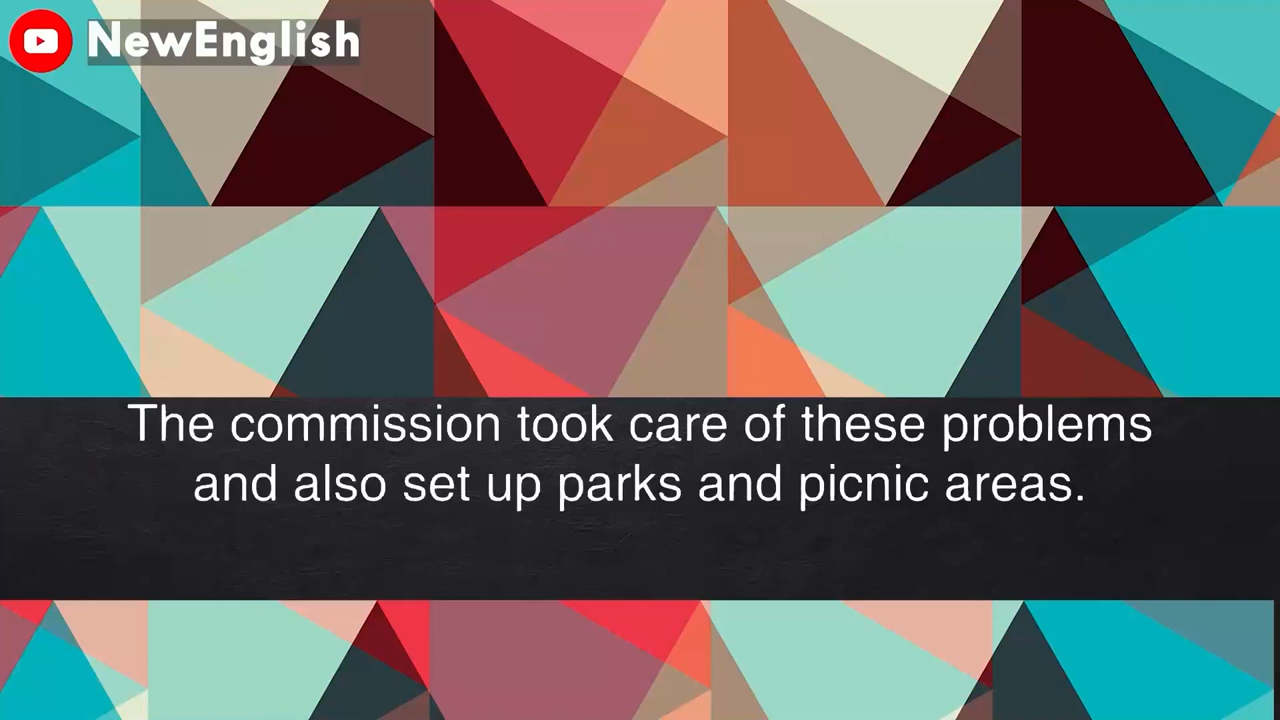 NewEnglish
The commission took care of these problems
and also set up parks and picnic areas.